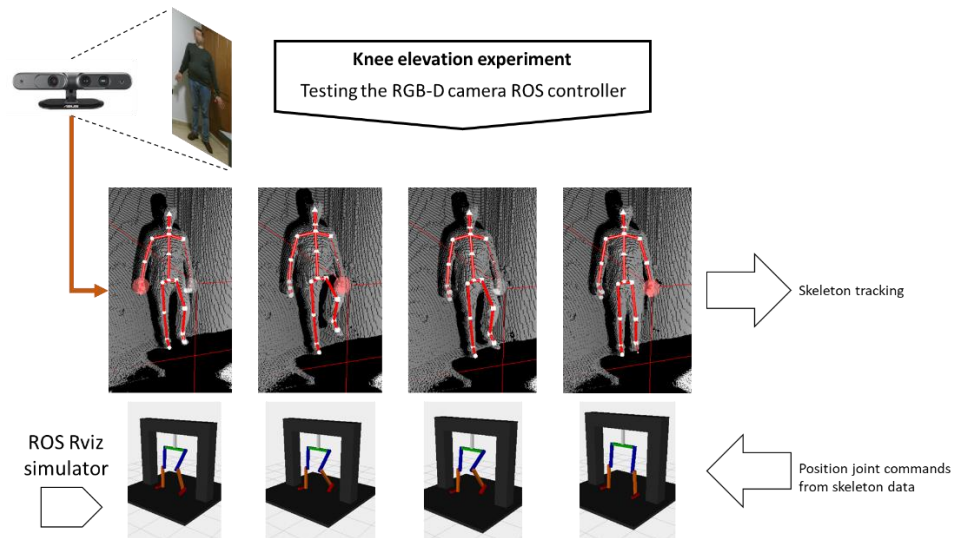 Knee elevation experiment
Testing the RGB-D camera ROS controller
Skeleton tracking
ROS Rviz
simulator
Position joint commands
from skeleton data